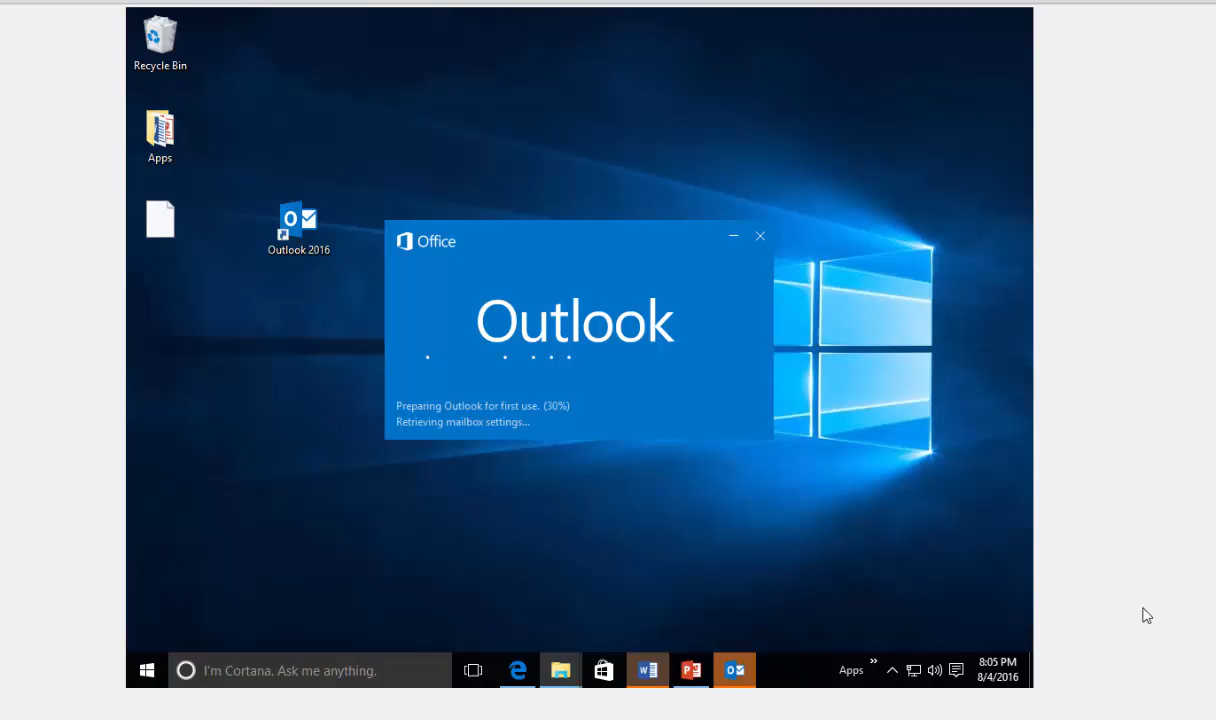 Recycle Bin
Apps
Outlook 2016
Office
Outlook
Preparing Outlook for first use. (30%)
Retrieving mailbox settings...
I'm Cortana. Ask me anything.
Apps
8:05 PM
8/4/2016